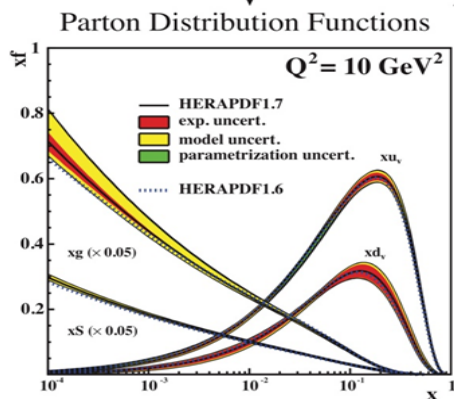 Parton Distribution Functions
xf
1
Q² = 10 GeV²
HERAPDF1.7
exp. uncert.
model uncert.
parametrization uncert.
HERAPDF1.6
0.8
0.6
0.4
0.2
xuᵥ
xdᵥ
xg (× 0.05)
xS (× 0.05)
10⁻⁴
10⁻³
10⁻²
10⁻¹
1
x